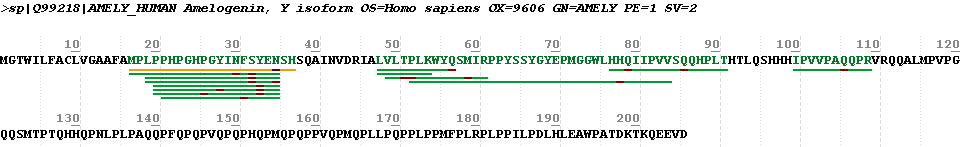 >sp|Q99218|AMELY_HUMAN Amelogenin, Y isoform OS=Homo sapiens OX=9606 GN=AMELY PE=1 SV=2
10 20 30 40 50 60 70 80 90 100 110 120
MGTWILFACLVGAAFAMPLPPHPGHPGYINFSYENSHSQAINVDRIALVLTPLKWYQSMIRPPYSSYGYEPMGGWLHHQIIPVVSQQHPLTHTLQSHHHIPVVPAQQPRVRQQALMPVPG
130 140 150 160 170 180 190 200
QQSMTPTQHHQPNLPLPAQQPFQPQPVQPQPHQPMQPQPPVQPMQPLLPQPPLPPMFPLRPLPPILPDLHLEAWPATDKTKQEEVD